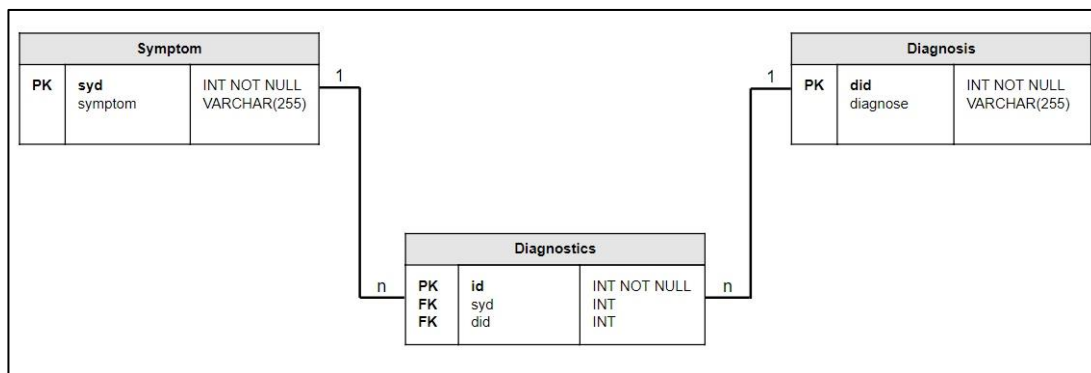 Symptom
PK syd INT NOT NULL
symptom VARCHAR(255)
1
Diagnosis
PK did INT NOT NULL
diagnose VARCHAR(255)
1
Diagnostics
PK id INT NOT NULL
FK syd INT
FK did INT
n
n